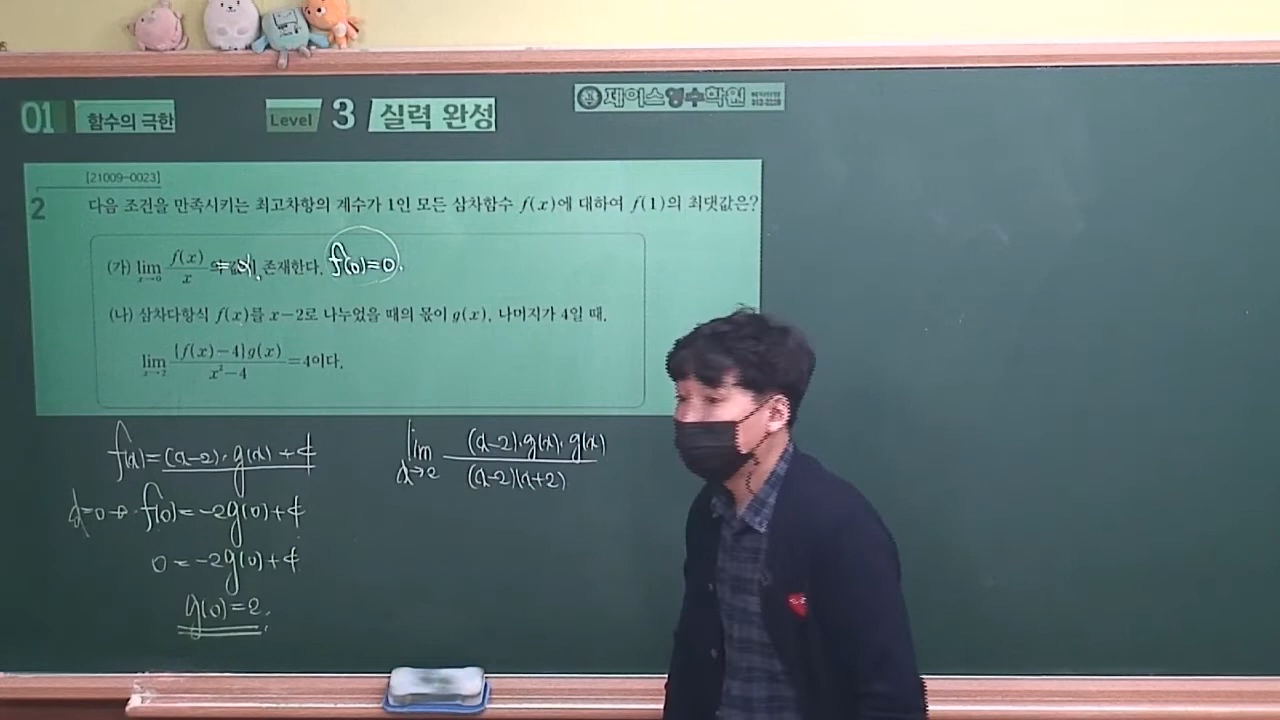 01 함수의 극한 Level 3 실력 완성
제이스영수학원
[21009-0023]
2 다음 조건을 만족시키는 최고차항의 계수가 1인 모든 삼차함수 f(x)에 대하여 f(1)의 최댓값은?
(가) lim x→0 f(x)/x 의 값이 존재한다. f(0)=0.
(나) 삼차다항식 f(x)를 x-2로 나누었을 때의 몫이 g(x), 나머지가 4일 때,
lim x→2 {f(x)-4}g(x)/x²-4 =4이다.
f(x)=(x-2)·g(x)+4
x=0→ f(0)=-2g(0)+4
0=-2g(0)+4
g(0)=2.
lim x→2 (x-2)·g(x)·g(x)/(x-2)(x+2)